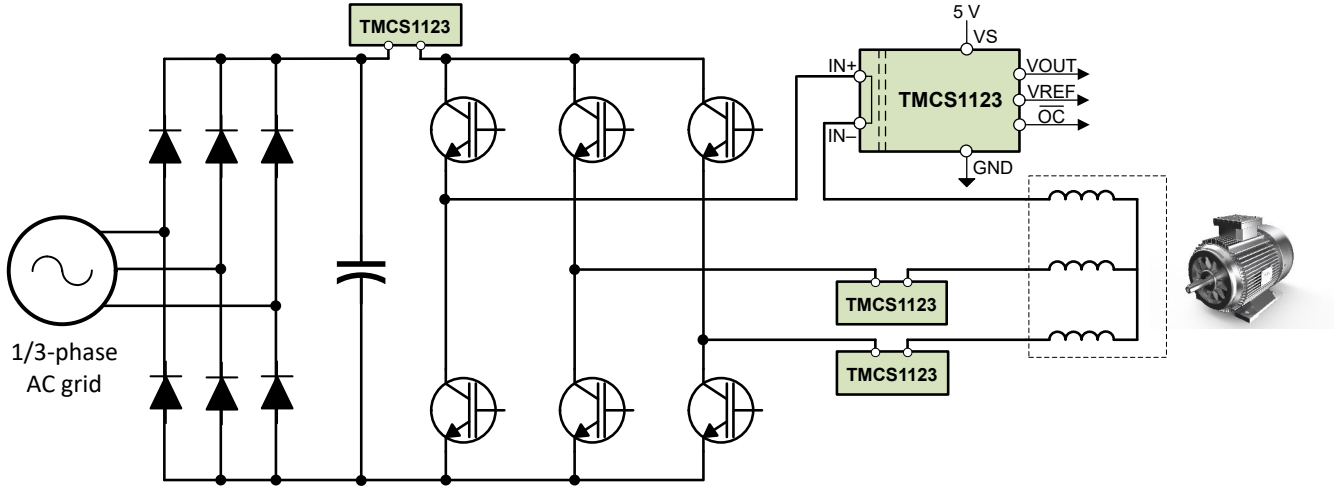 TMCS1123
5 V
VS
IN+
TMCS1123
VOUT
VREF
OC
IN–
GND
TMCS1123
TMCS1123
1/3-phase
AC grid